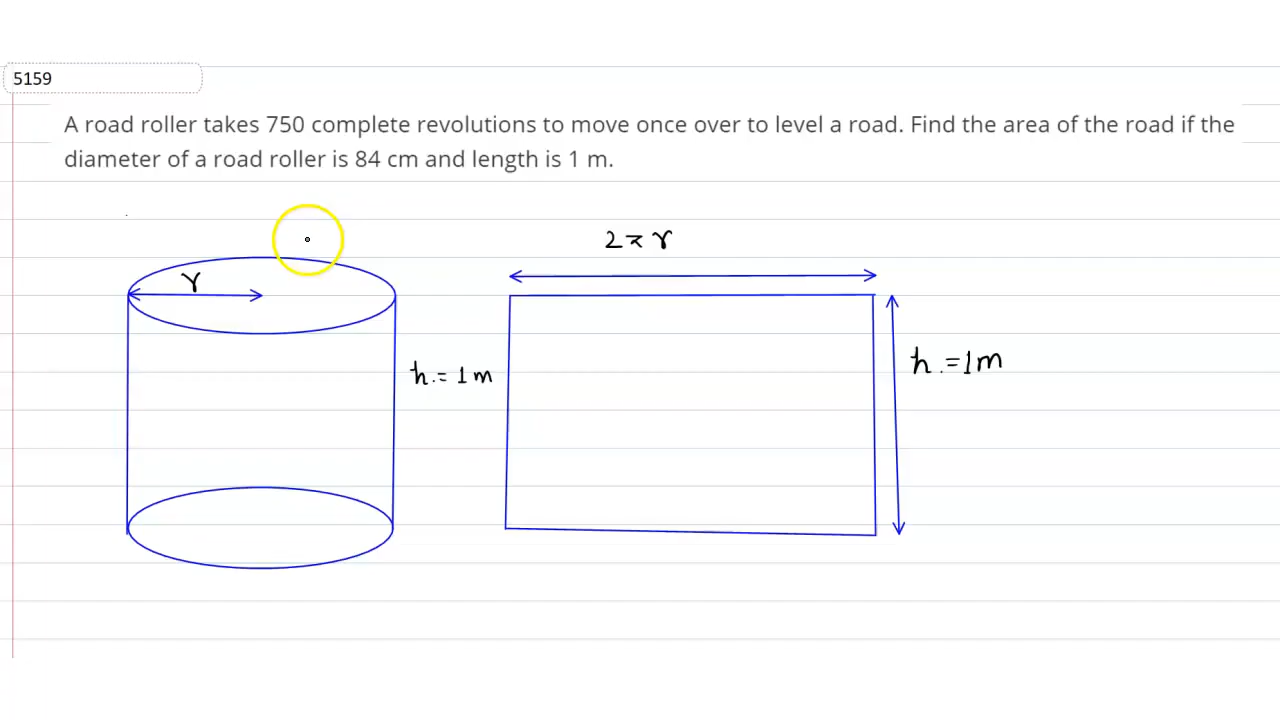 5159
A road roller takes 750 complete revolutions to move once over to level a road. Find the area of the road if the
diameter of a road roller is 84 cm and length is 1 m.
2πr
r
h.= 1m
h.=1m